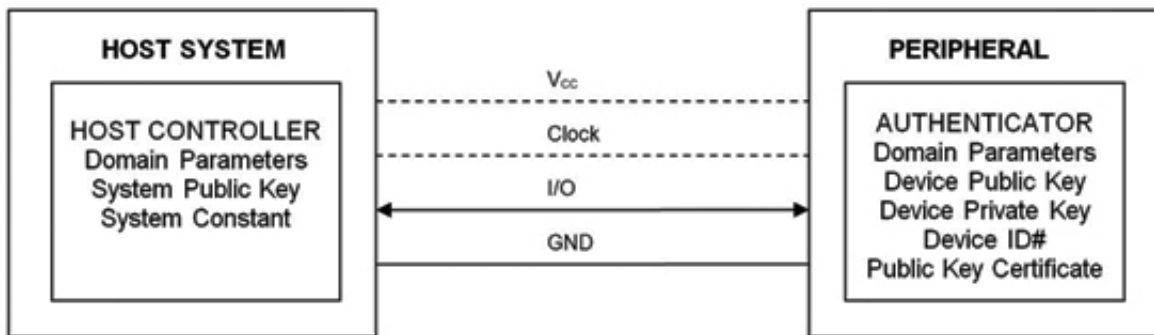 HOST SYSTEM
HOST CONTROLLER
Domain Parameters
System Public Key
System Constant
Vcc
Clock
I/O
GND
PERIPHERAL
AUTHENTICATOR
Domain Parameters
Device Public Key
Device Private Key
Device ID#
Public Key Certificate